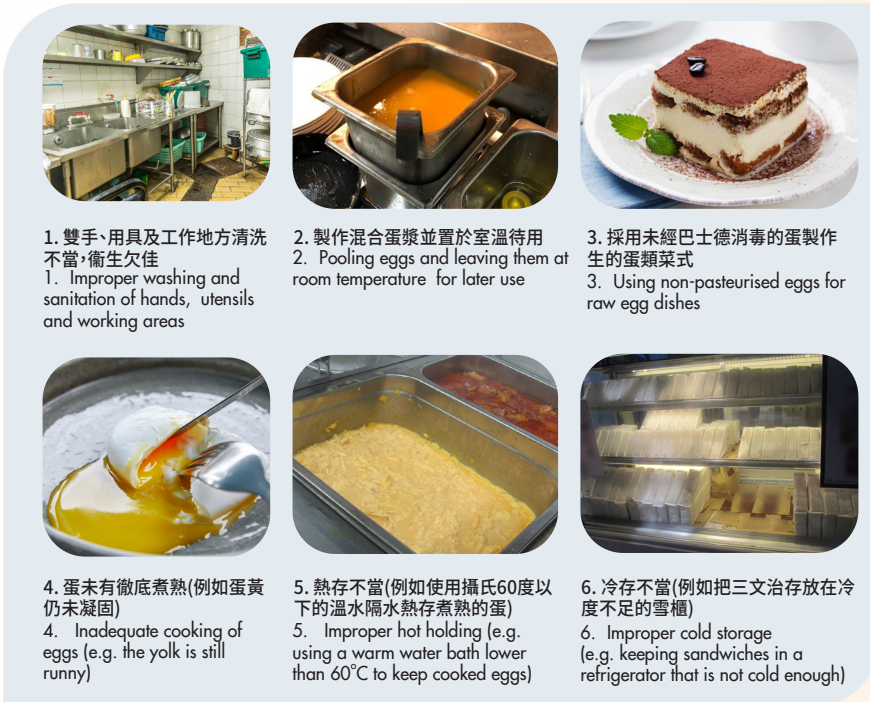 1. 雙手、用具及工作地方清洗
不當，衞生欠佳
1. Improper washing and
sanitation of hands, utensils
and working areas
2. 製作混合蛋漿並置於室溫待用
2. Pooling eggs and leaving them at
room temperature for later use
3. 採用未經巴士德消毒的蛋製作
生的蛋類菜式
3. Using non-pasteurised eggs for
raw egg dishes
4. 蛋未有徹底煮熟(例如蛋黃
仍未凝固)
4. Inadequate cooking of
eggs (e.g. the yolk is still
runny)
5. 熱存不當(例如使用攝氏60度以
下的溫水隔水熱存煮熟的蛋)
5. Improper hot holding (e.g.
using a warm water bath lower
than 60°C to keep cooked eggs)
6. 冷存不當(例如把三文治存放在冷
度不足的雪櫃)
6. Improper cold storage
(e.g. keeping sandwiches in a
refrigerator that is not cold enough)